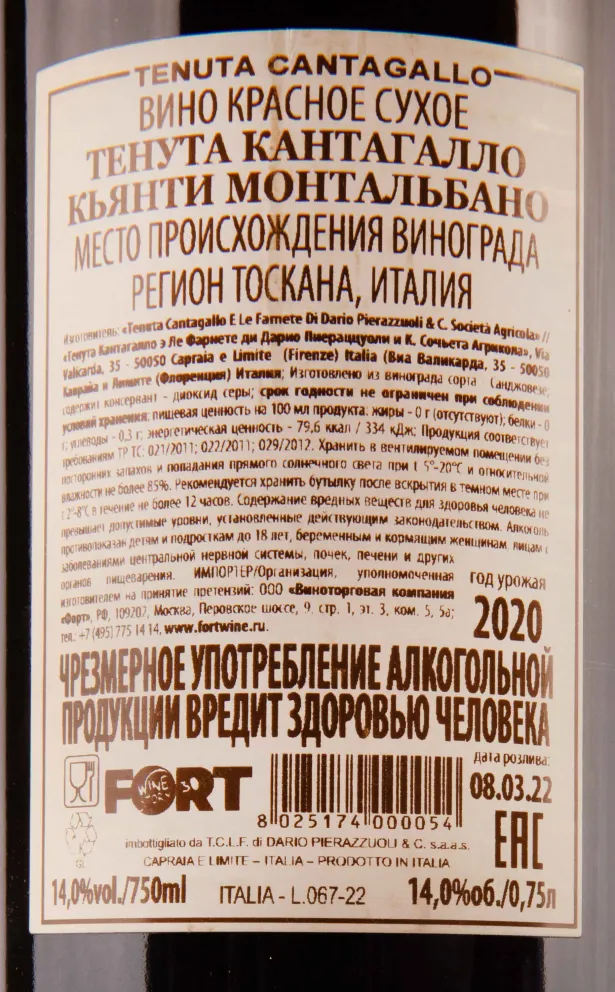 TENUTA CANTAGALLO
ВИНО КРАСНОЕ СУХОЕ
ТЕНУТА КАНТАГАЛЛО
КЬЯНТИ МОНТАЛЬБАНО
МЕСТО ПРОИСХОЖДЕНИЯ ВИНОГРАДА
РЕГИОН ТОСКАНА, ИТАЛИЯ
Изготовитель: «Tenuta Cantagallo E Le Farnete Di Dario Pierazzuoli & C. Società Agricola» //
«Тенута Кантагалло э Ле Фарнете ди Дарио Пиераццуоли и К. Сочьета Агрикола», Via
Valicarda, 35 - 50050 Capraia e Limite (Firenze) Italia (Виа Валикарда, 35 - 50050
Капрайа и Лимите (Флоренция) Италия; Изготовлено из винограда сорта Санджовезе;
содержит консервант - диоксид серы; срок годности не ограничен при соблюдении
условий хранения; пищевая ценность на 100 мл продукта: жиры - 0 г (отсутствуют); белки - 0
г; углеводы - 0,3 г; энергетическая ценность - 79,6 ккал / 334 кДж; Продукция соответствует
требованиям ТР ТС: 021/2011; 022/2011; 029/2012. Хранить в вентилируемом помещении без
посторонних запахов и попадания прямого солнечного света при t 5°-20°C и относительной
влажности не более 85%. Рекомендуется хранить бутылку после вскрытия в темном месте при
t 2°-8°C в течение не более 12 часов. Содержание вредных веществ для здоровья человека не
превышает допустимые уровни, установленные действующим законодательством. Алкоголь
противопоказан детям и подросткам до 18 лет, беременным и кормящим женщинам, лицам с
заболеваниями центральной нервной системы, почек, печени и других
органов пищеварения. ИМПОРТЕР/Организация, уполномоченная
изготовителем на принятие претензий: ООО «Виноторговая компания
«Форт», РФ, 109202, Москва, Перовское шоссе, 9, стр. 1, эт. 3, ком. 5, 5а;
тел.: +7 (495) 775 14 14, www.fortwine.ru.
год урожая
2020
ЧРЕЗМЕРНОЕ УПОТРЕБЛЕНИЕ АЛКОГОЛЬНОЙ
ПРОДУКЦИИ ВРЕДИТ ЗДОРОВЬЮ ЧЕЛОВЕКА
FORT
WINE
дата розлива:
08.03.22
8 025174 000054
EAC
GL
imbottigliato da T.C.L.F. di DARIO PIERAZZUOLI & C. s.a.a.s.
CAPRAIA E LIMITE – ITALIA – PRODOTTO IN ITALIA
14,0%vol./750ml ITALIA - L.067-22 14,0%об./0,75л